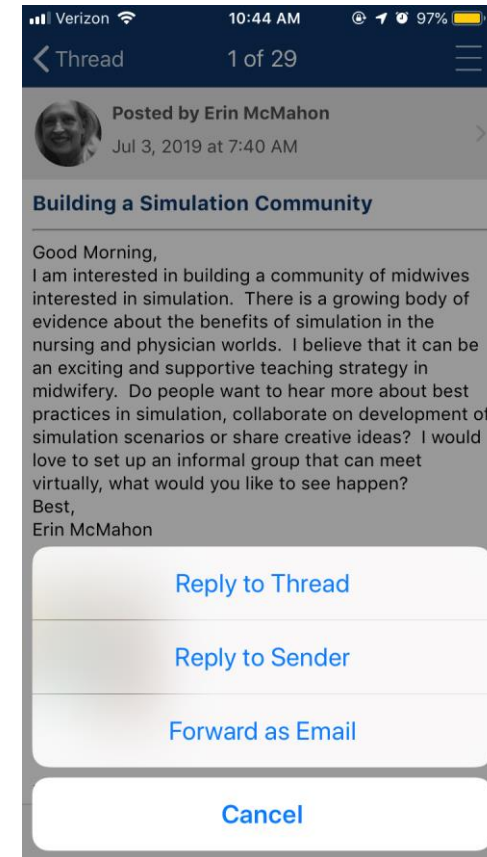 Verizon 10:44 AM 97%
Thread 1 of 29
Posted by Erin McMahon
Jul 3, 2019 at 7:40 AM
Building a Simulation Community
Good Morning,
I am interested in building a community of midwives
interested in simulation.  There is a growing body of
evidence about the benefits of simulation in the
nursing and physician worlds.  I believe that it can be
an exciting and supportive teaching strategy in
midwifery.  Do people want to hear more about best
practices in simulation, collaborate on development of
simulation scenarios or share creative ideas?  I would
love to set up an informal group that can meet
virtually, what would you like to see happen?
Best,
Erin McMahon
Reply to Thread
Reply to Sender
Forward as Email
Cancel